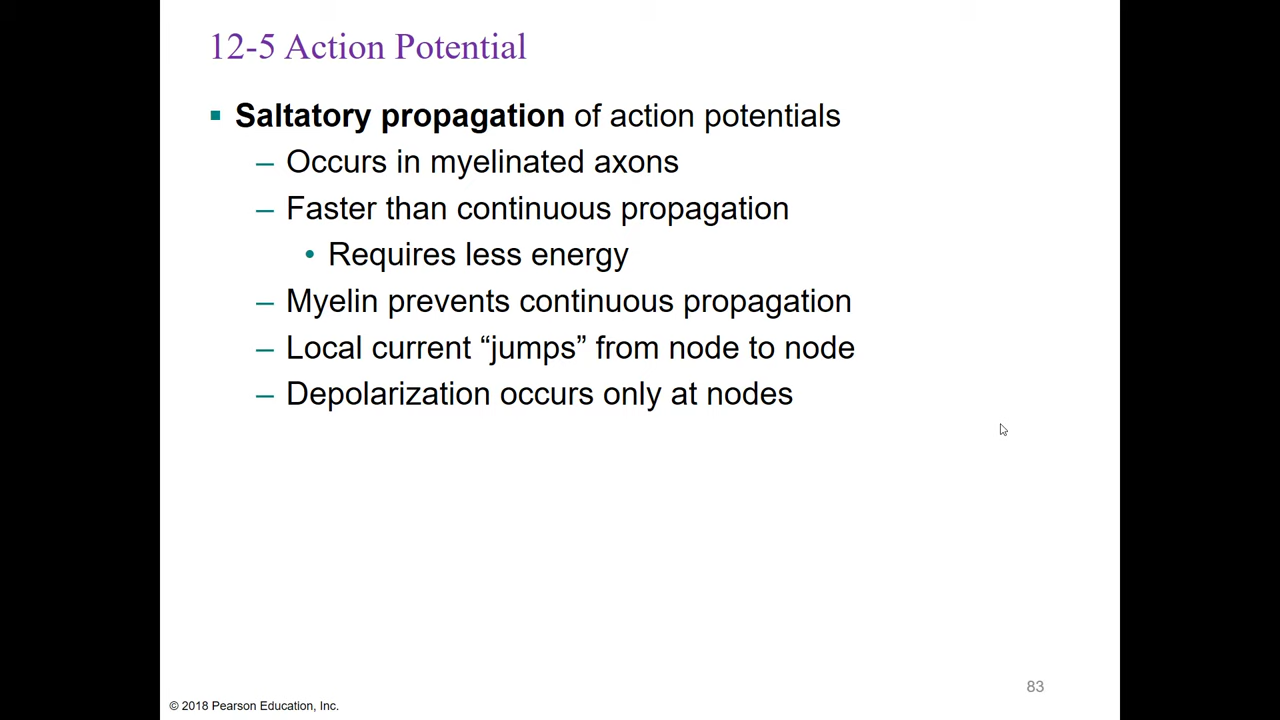 12-5 Action Potential
▪ Saltatory propagation of action potentials
– Occurs in myelinated axons
– Faster than continuous propagation
• Requires less energy
– Myelin prevents continuous propagation
– Local current “jumps” from node to node
– Depolarization occurs only at nodes
83
© 2018 Pearson Education, Inc.